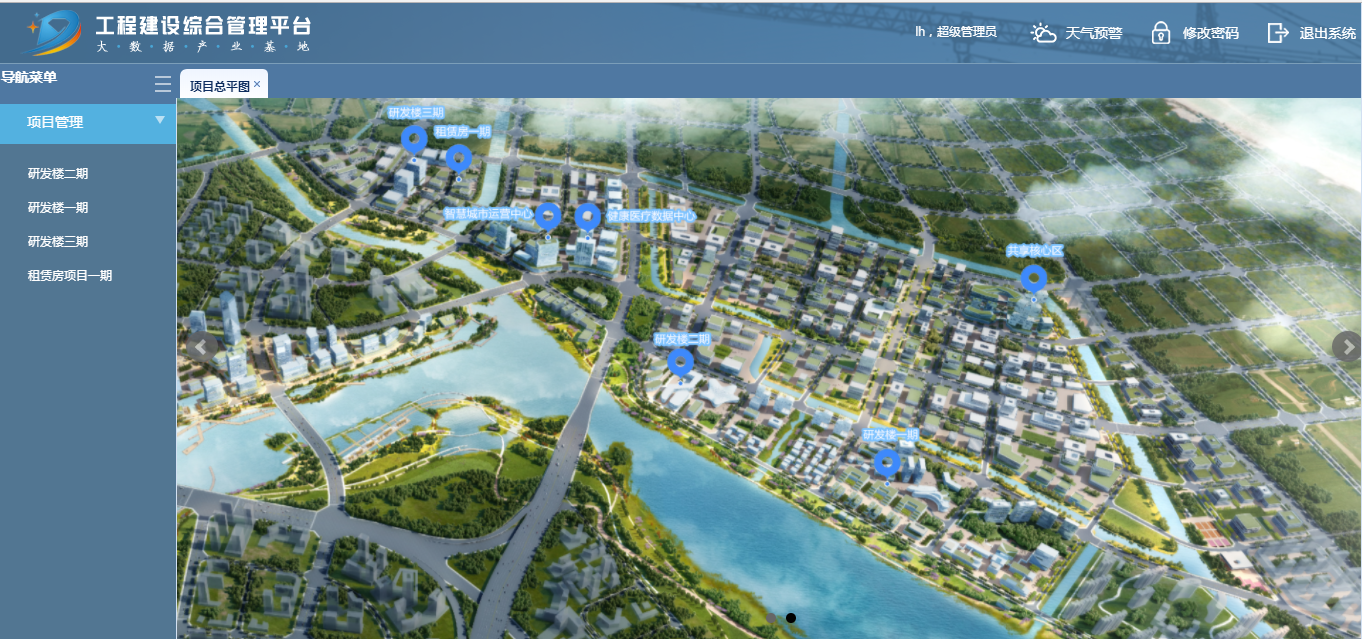 工程建设综合管理平台
大·数·据·产·业·基·地
lh，超级管理员
天气预警
修改密码
退出系统
导航菜单
项目总平图 ×
项目管理
研发楼二期
研发楼一期
研发楼三期
租赁房项目一期
研发楼三期
租赁房一期
智慧城市运营中心
健康医疗数据中心
共享核心区
研发楼二期
研发楼一期